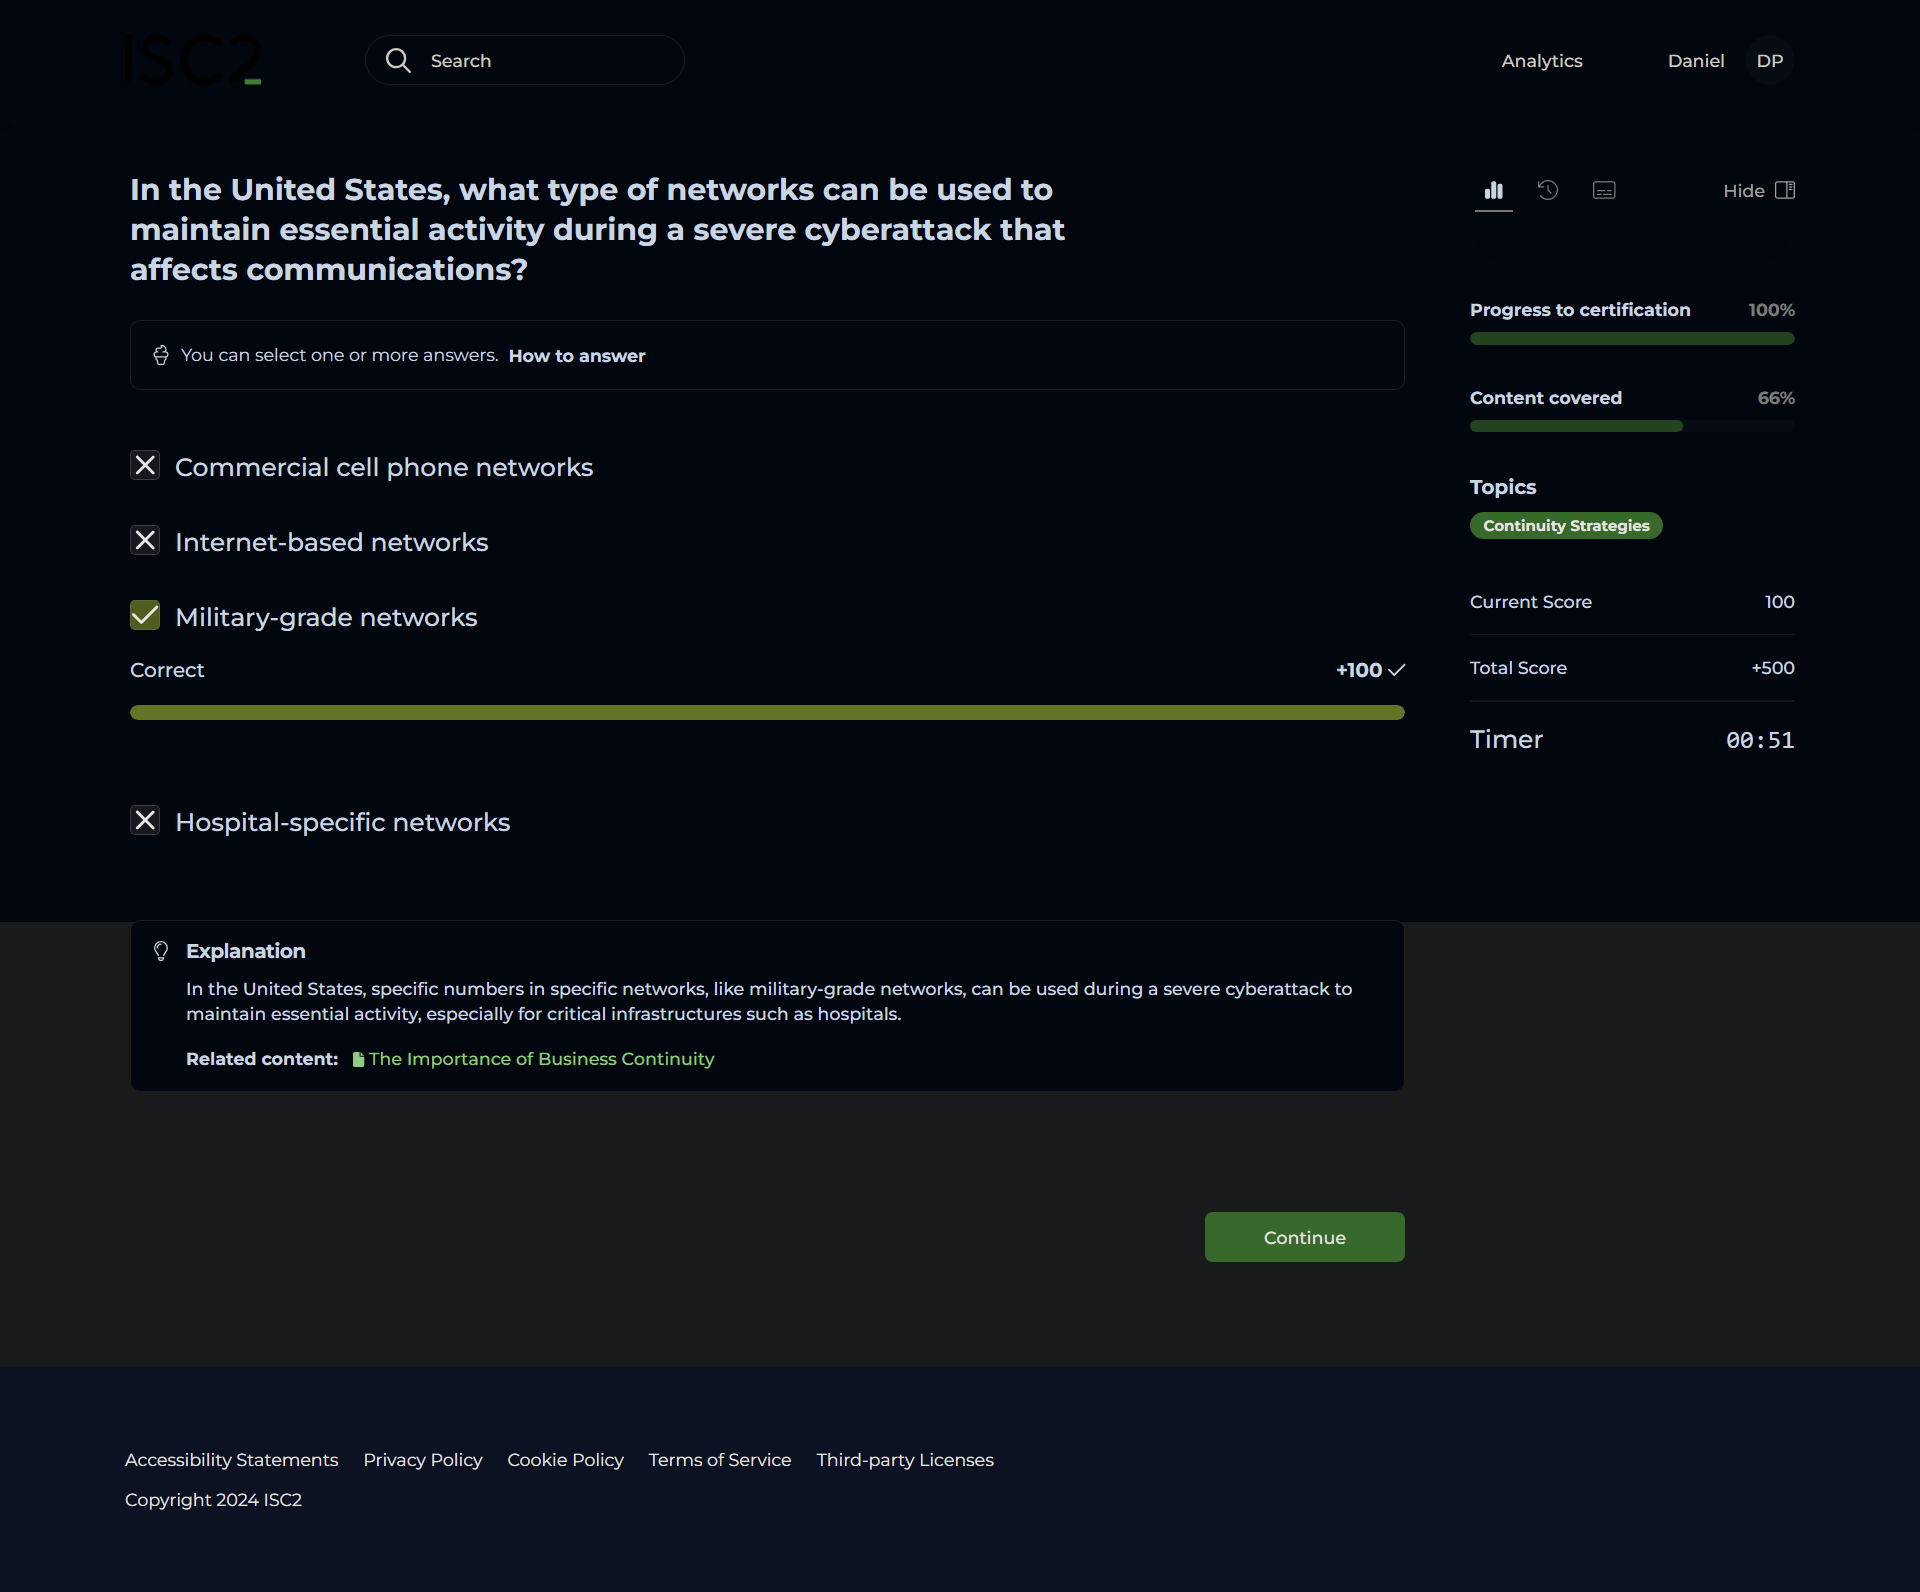 ISC2
Search
Analytics
Daniel
DP
In the United States, what type of networks can be used to
maintain essential activity during a severe cyberattack that
affects communications?
You can select one or more answers. How to answer
Commercial cell phone networks
Internet-based networks
Military-grade networks
Correct
+100
Hospital-specific networks
Explanation
In the United States, specific numbers in specific networks, like military-grade networks, can be used during a severe cyberattack to
maintain essential activity, especially for critical infrastructures such as hospitals.
Related content: The Importance of Business Continuity
Continue
Hide
Progress to certification 100%
Content covered 66%
Topics
Continuity Strategies
Current Score 100
Total Score +500
Timer 00:51
Accessibility Statements Privacy Policy Cookie Policy Terms of Service Third-party Licenses
Copyright 2024 ISC2